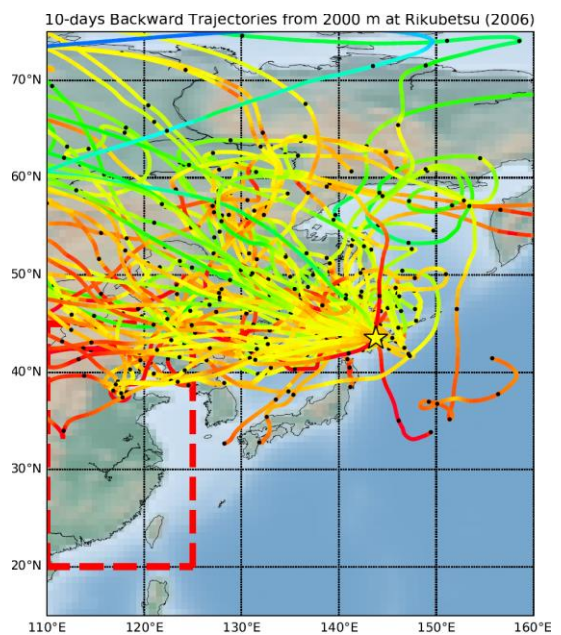 10-days Backward Trajectories from 2000 m at Rikubetsu (2006)
70°N
60°N
50°N
40°N
30°N
20°N
110°E 120°E 130°E 140°E 150°E 160°E